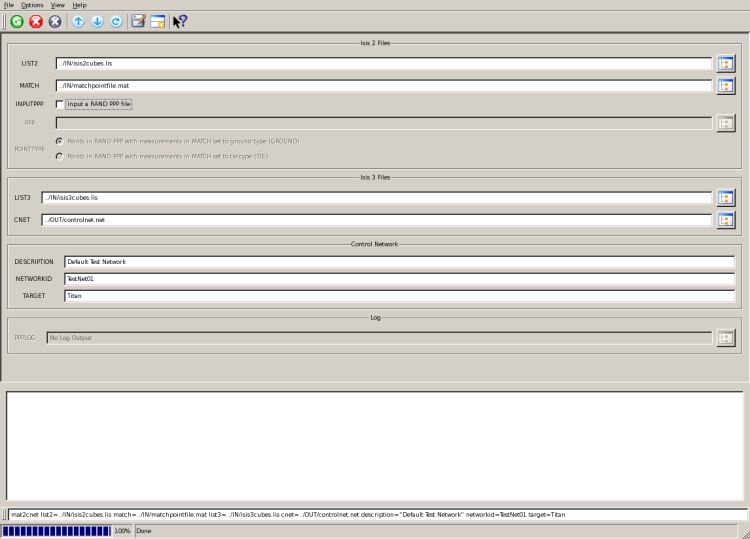 File Options View Help
Isis 2 Files
LIST2 ../IN/isis2cubes.lis
MATCH ../IN/matchpointfile.mat
INPUTPPP Input a RAND PPP file
PPP
POINTTYPE
Points in RAND PPP with measurements in MATCH set to ground type (GROUND)
Points in RAND PPP with measurements in MATCH set to tie type (TIE)
Isis 3 Files
LIST3 ../IN/isis3cubes.lis
CNET ../OUT/controlnet.net
Control Network
DESCRIPTION Default Test Network
NETWORKID TestNet01
TARGET Titan
Log
PPPLOG No Log Output
mat2cnet list2=../IN/isis2cubes.lis match=../IN/matchpointfile.mat list3=../IN/isis3cubes.lis cnet=../OUT/controlnet.net description="Default Test Network" networkid=TestNet01 target=Titan
100% Done